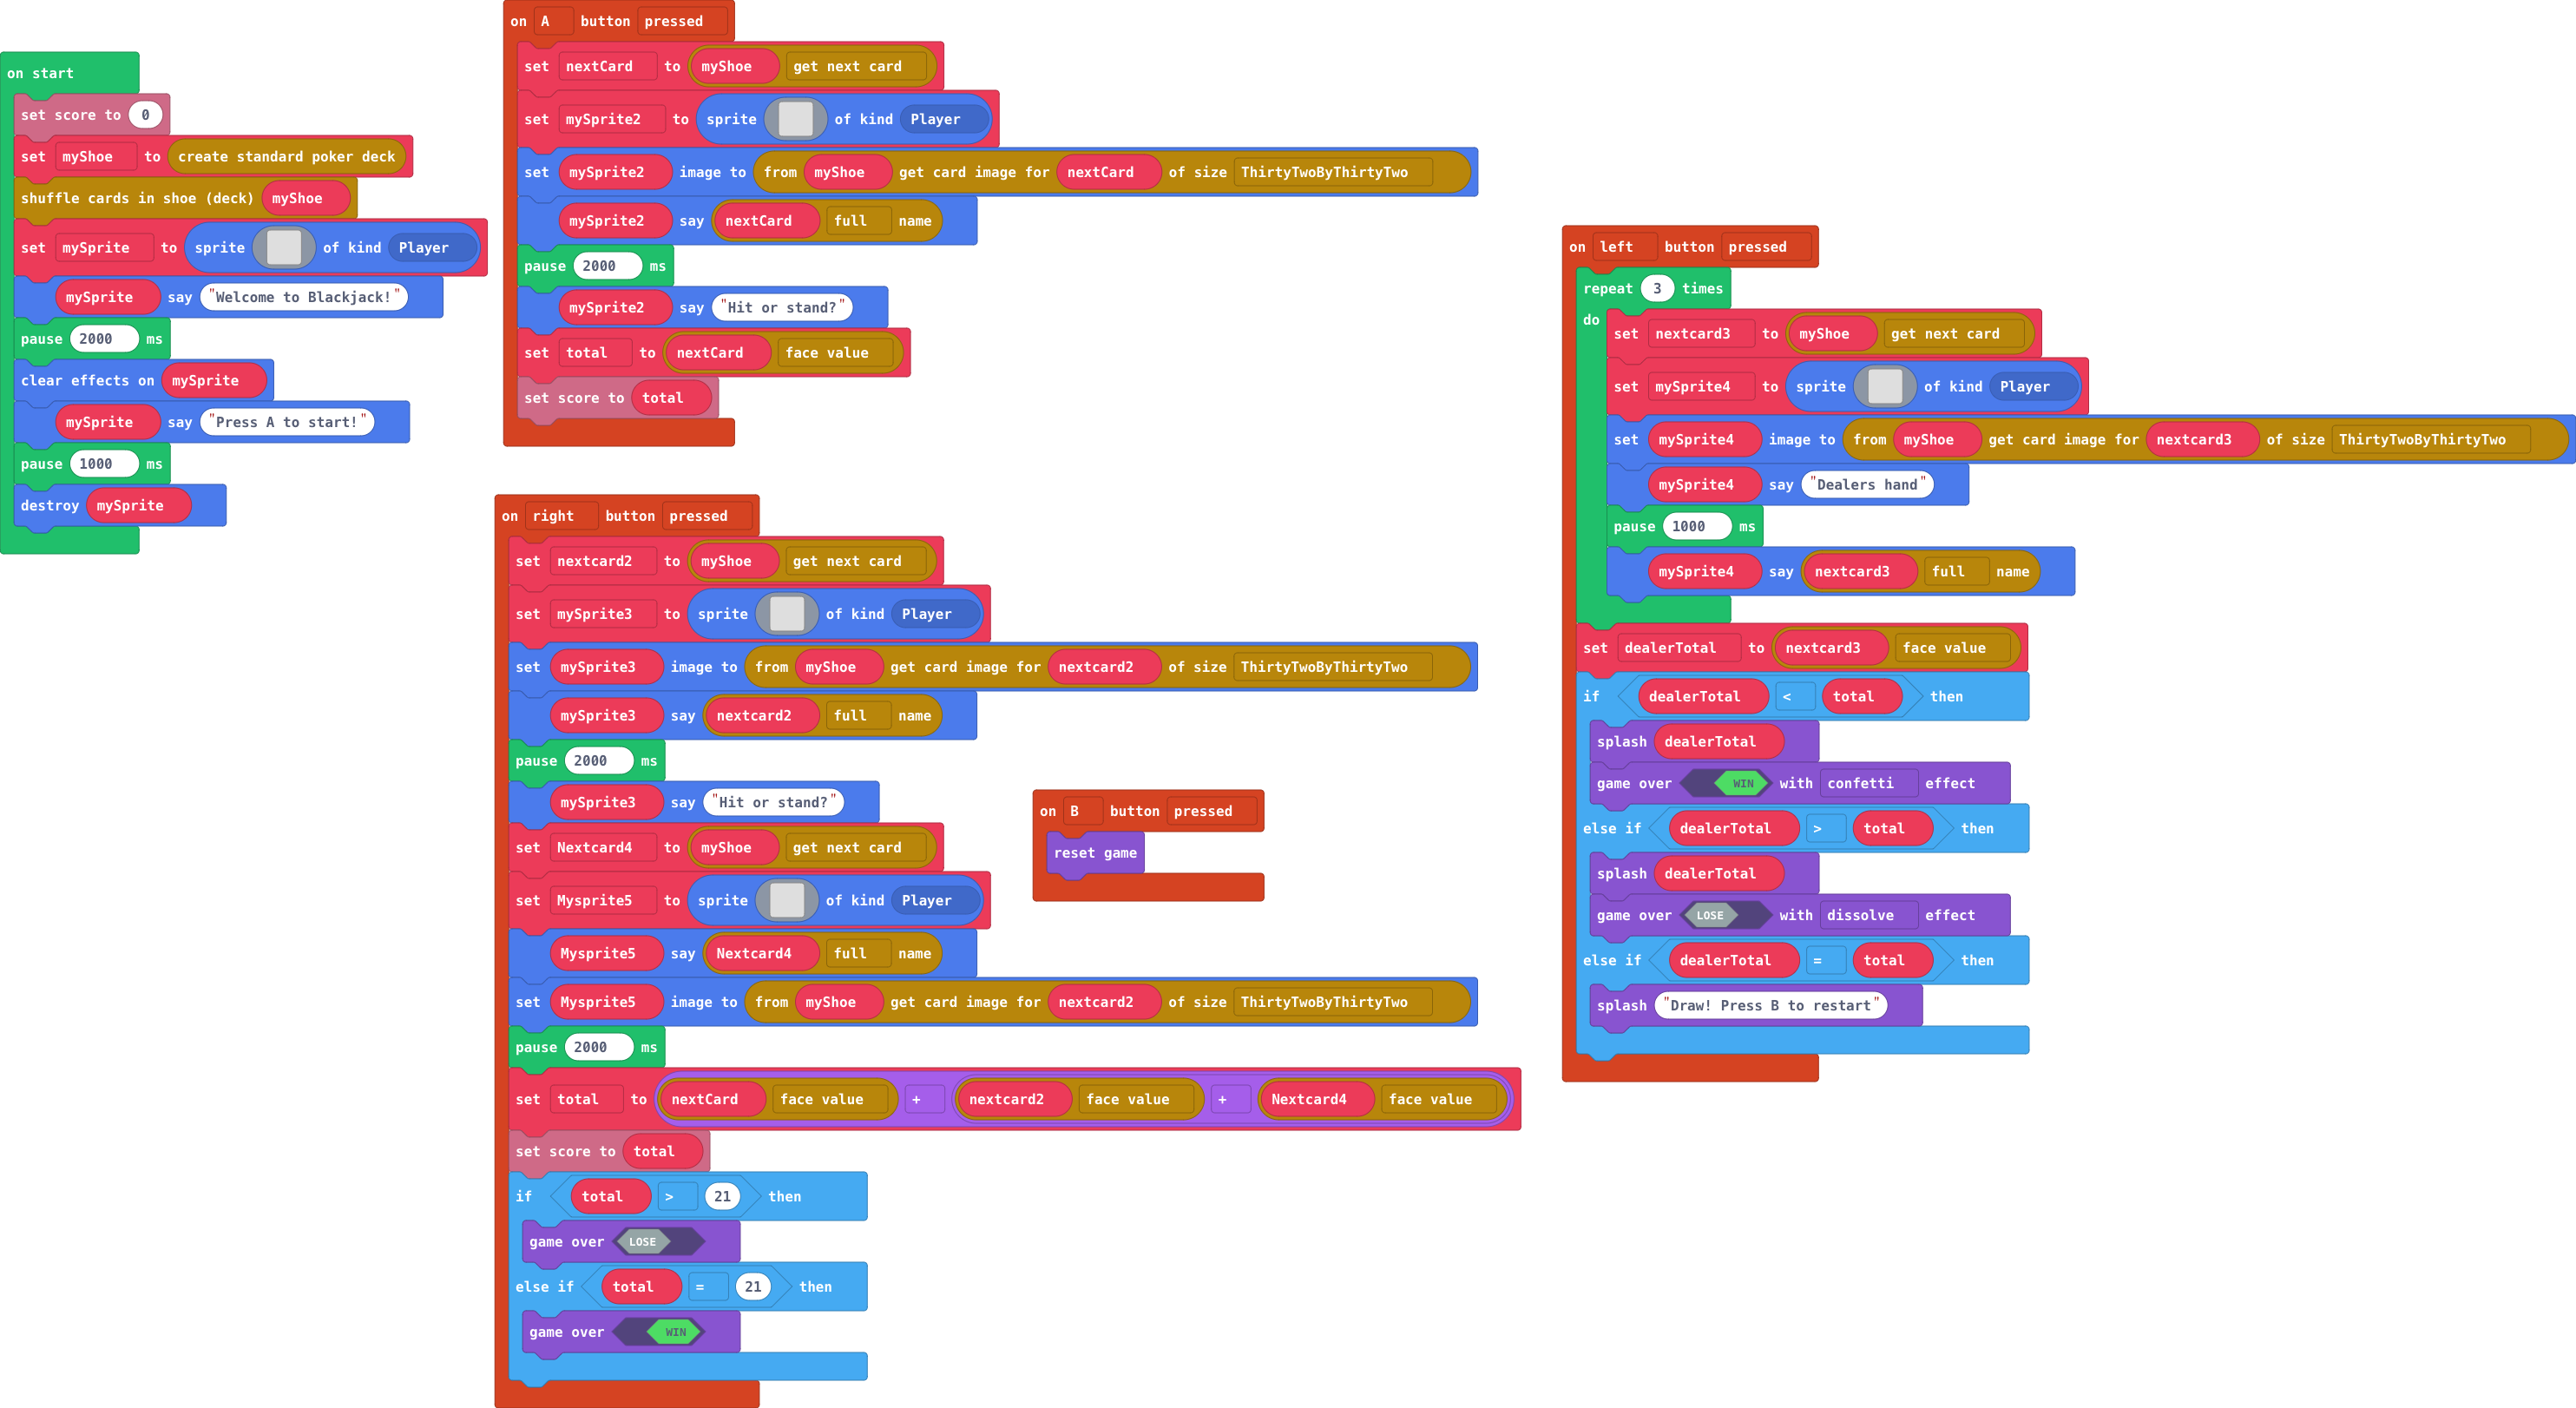 on start
set score to 0
set myShoe to create standard poker deck
shuffle cards in shoe (deck) myShoe
set mySprite to sprite of kind Player
mySprite say "Welcome to Blackjack!"
pause 2000 ms
clear effects on mySprite
mySprite say "Press A to start!"
pause 1000 ms
destroy mySprite
on A button pressed
set nextCard to myShoe get next card
set mySprite2 to sprite of kind Player
set mySprite2 image to from myShoe get card image for nextCard of size ThirtyTwoByThirtyTwo
mySprite2 say nextCard full name
pause 2000 ms
mySprite2 say "Hit or stand?"
set total to nextCard face value
set score to total
on right button pressed
set nextcard2 to myShoe get next card
set mySprite3 to sprite of kind Player
set mySprite3 image to from myShoe get card image for nextcard2 of size ThirtyTwoByThirtyTwo
mySprite3 say nextcard2 full name
pause 2000 ms
mySprite3 say "Hit or stand?"
set Nextcard4 to myShoe get next card
set Mysprite5 to sprite of kind Player
Mysprite5 say Nextcard4 full name
set Mysprite5 image to from myShoe get card image for nextcard2 of size ThirtyTwoByThirtyTwo
pause 2000 ms
set total to nextCard face value + nextcard2 face value + Nextcard4 face value
set score to total
if total > 21 then
game over LOSE
else if total = 21 then
game over WIN
on B button pressed
reset game
on left button pressed
repeat 3 times
do set nextcard3 to myShoe get next card
set mySprite4 to sprite of kind Player
set mySprite4 image to from myShoe get card image for nextcard3 of size ThirtyTwoByThirtyTwo
mySprite4 say "Dealers hand"
pause 1000 ms
mySprite4 say nextcard3 full name
set dealerTotal to nextcard3 face value
if dealerTotal < total then
splash dealerTotal
game over WIN with confetti effect
else if dealerTotal > total then
splash dealerTotal
game over LOSE with dissolve effect
else if dealerTotal = total then
splash "Draw! Press B to restart"